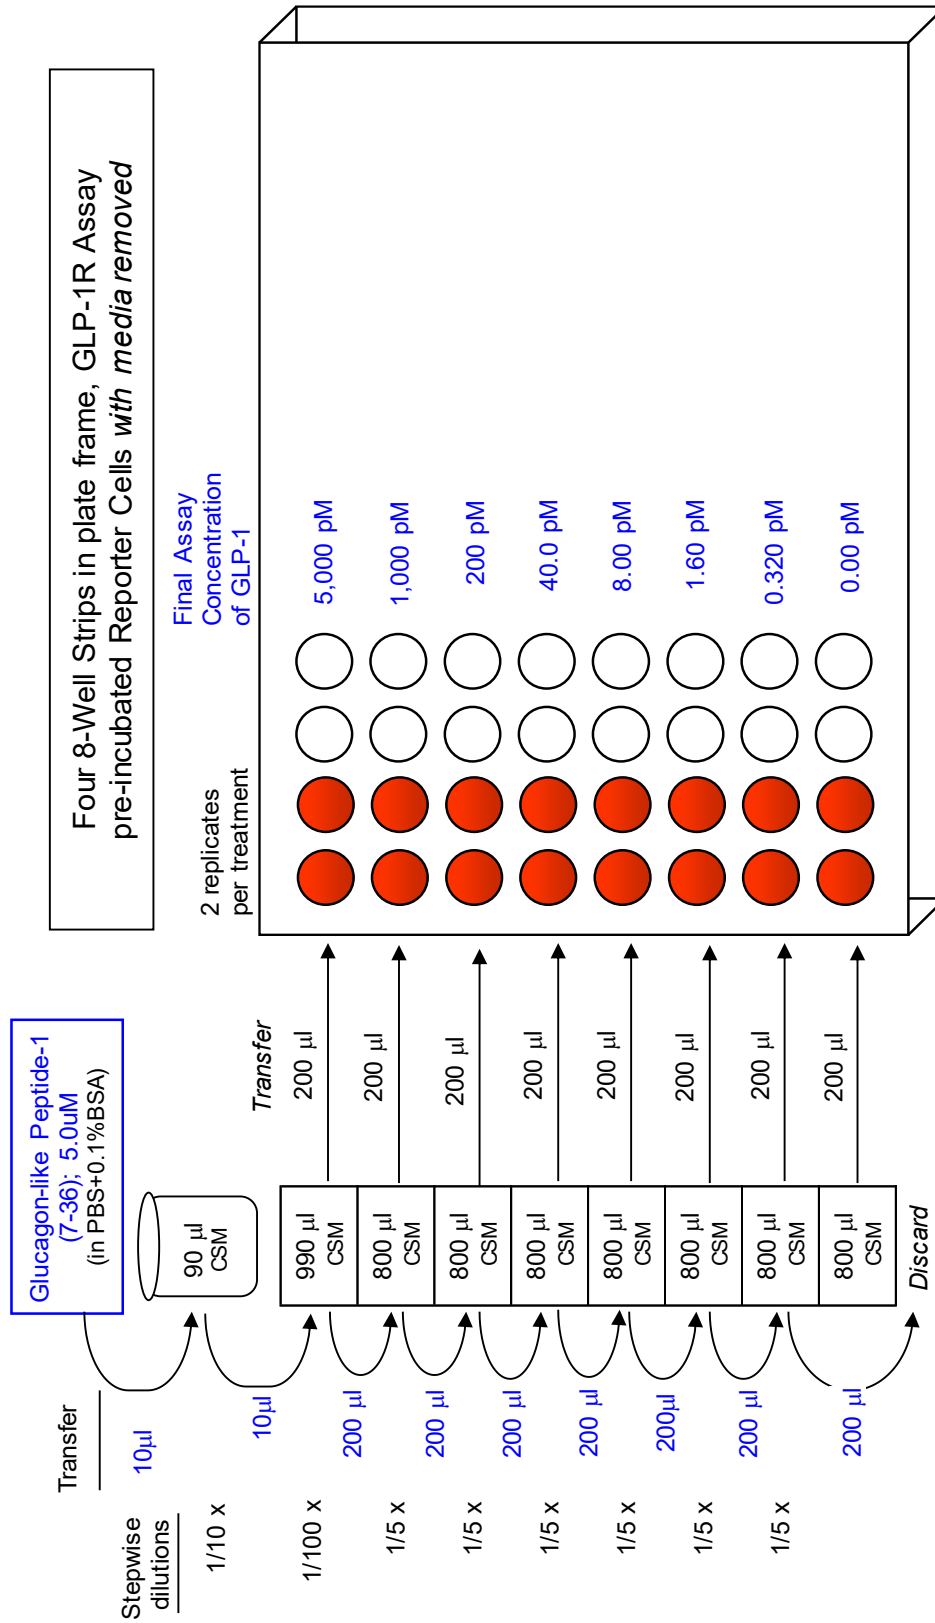 Four 8-Well Strips in plate frame, GLP-1R Assay
pre-incubated Reporter Cells with media removed
Glucagon-like Peptide-1
(7-36); 5.0uM
(in PBS+0.1%BSA)
Stepwise
dilutions
Transfer
1/10 x
10µl
90 µl
CSM
1/100 x
10µl
990 µl
CSM
1/5 x
200 µl
800 µl
CSM
1/5 x
200 µl
800 µl
CSM
1/5 x
200 µl
800 µl
CSM
1/5 x
200 µl
800 µl
CSM
1/5 x
200µl
800 µl
CSM
1/5 x
200 µl
800 µl
CSM
200 µl
800 µl
CSM
Discard
Transfer
200 µl
200 µl
200 µl
200 µl
200 µl
200 µl
200 µl
200 µl
2 replicates
per treatment
Final Assay
Concentration
of GLP-1
5,000 pM
1,000 pM
200 pM
40.0 pM
8.00 pM
1.60 pM
0.320 pM
0.00 pM